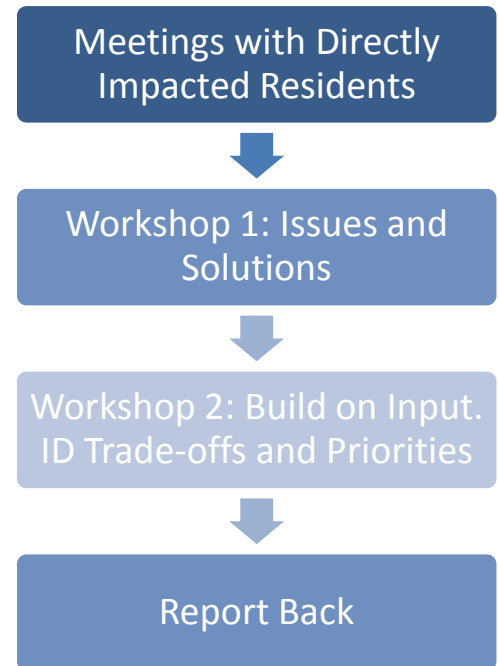 Meetings with Directly
Impacted Residents
Workshop 1: Issues and
Solutions
Workshop 2: Build on Input.
ID Trade-offs and Priorities
Report Back